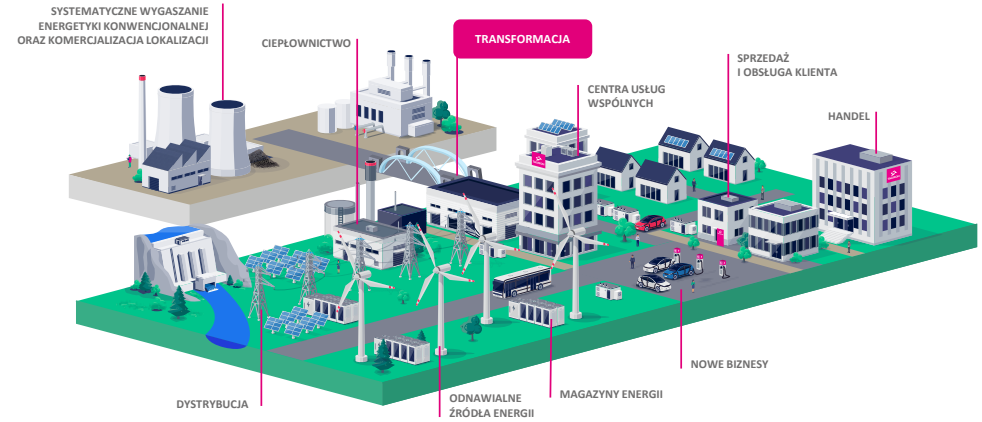 SYSTEMATYCZNE WYGASZANIE
ENERGETYKI KONWENCJONALNEJ
ORAZ KOMERCJALIZACJA LOKALIZACJI
CIEPŁOWNICTWO
TRANSFORMACJA
CENTRA USŁUG
WSPÓLNYCH
SPRZEDAŻ
I OBSŁUGA KLIENTA
HANDEL
DYSTRYBUCJA
ODNAWIALNE
ŹRÓDŁA ENERGII
MAGAZYNY ENERGII
NOWE BIZNESY